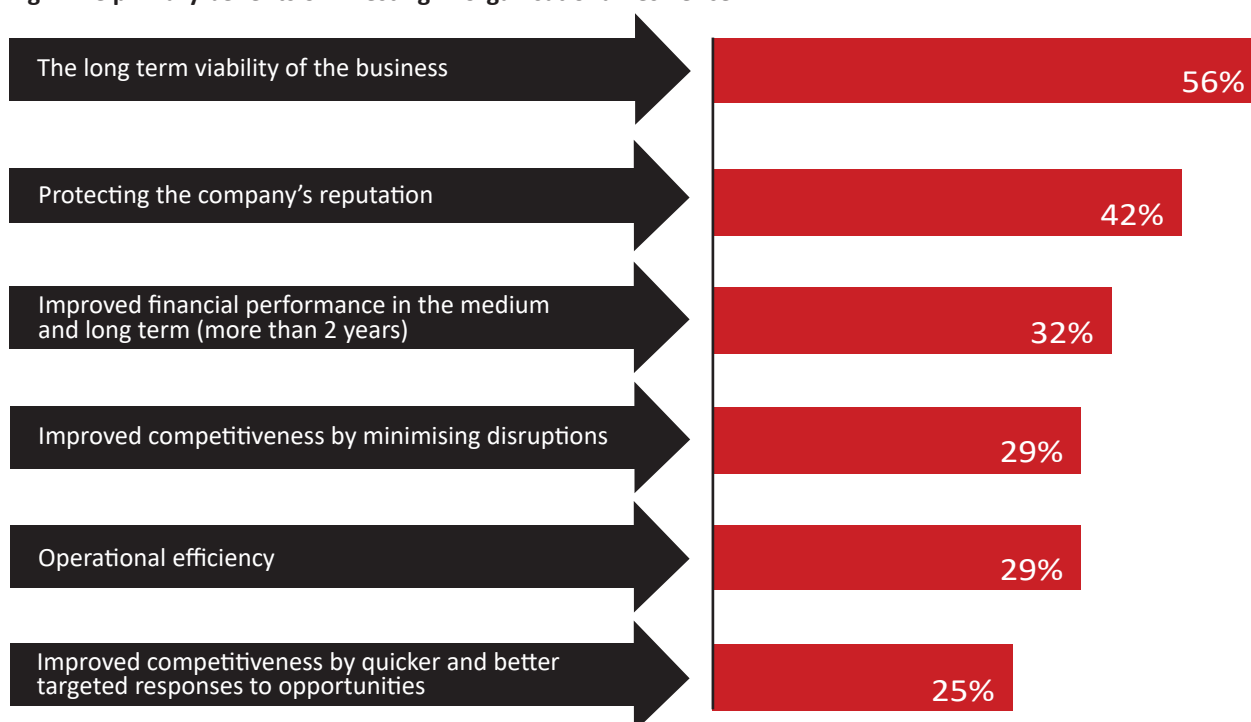 The long term viability of the business
56%
Protecting the company's reputation
42%
Improved financial performance in the medium
and long term (more than 2 years)
32%
Improved competitiveness by minimising disruptions
29%
Operational efficiency
29%
Improved competitiveness by quicker and better
targeted responses to opportunities
25%